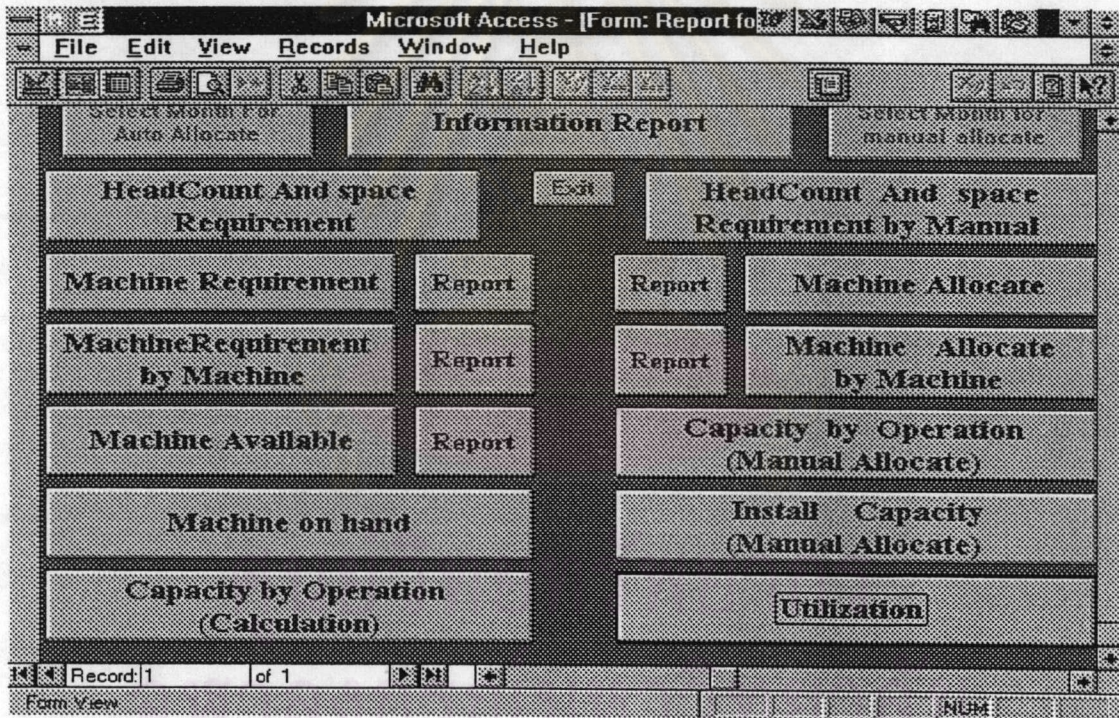 Microsoft Access - [Form: Report fo
File Edit View Records Window Help
Select Month For
Auto Allocate
Information Report
Select Month for
manual allocate
HeadCount And space
Requirement
Exit
HeadCount And space
Requirement by Manual
Machine Requirement
Report
Report
Machine Allocate
MachineRequirement
by Machine
Report
Report
Machine Allocate
by Machine
Machine Available
Report
Capacity by Operation
(Manual Allocate)
Machine on hand
Install Capacity
(Manual Allocate)
Capacity by Operation
(Calculation)
Utilization
Record: 1 of 1
Form View
NUM